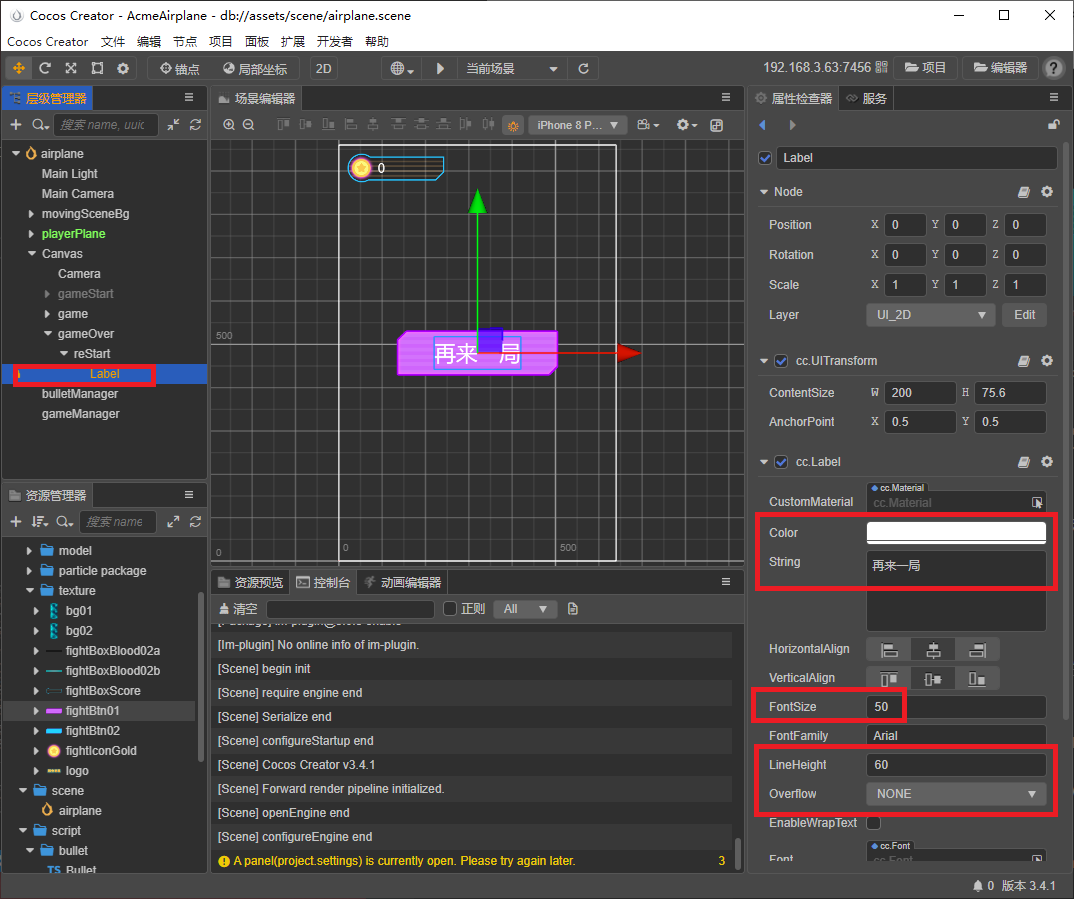 Cocos Creator - AcmeAirplane - db://assets/scene/airplane.scene
Cocos Creator 文件 编辑 节点 项目 面板 扩展 开发者 帮助
锚点 局部坐标 2D 当前场景 192.168.3.63:7456 项目 编辑器 ?
层级管理器
搜索 name, uuic
airplane
Main Light
Main Camera
movingSceneBg
playerPlane
Canvas
Camera
gameStart
game
gameOver
reStart
Label
bulletManager
gameManager
资源管理器
搜索 name
model
particle package
texture
bg01
bg02
fightBoxBlood02a
fightBoxBlood02b
fightBoxScore
fightBtn01
fightBtn02
fightIconGold
logo
scene
airplane
script
bullet
TS Bullet
场景编辑器
iPhone 8 P...
0
500
再来一局
0
0
500
资源预览 控制台 动画编辑器
清空 正则 All
[Im-plugin] No online info of im-plugin.
[Scene] begin init
[Scene] require engine end
[Scene] Serialize end
[Scene] configureStartup end
[Scene] Cocos Creator v3.4.1
[Scene] Forward render pipeline initialized.
[Scene] openEngine end
[Scene] configureEngine end
A panel(project.settings) is currently open. Please try again later. 3
属性检查器 服务
Label
Node
Position X 0 Y 0 Z 0
Rotation X 0 Y 0 Z 0
Scale X 1 Y 1 Z 1
Layer UI_2D Edit
cc.UITransform
ContentSize W 200 H 75.6
AnchorPoint X 0.5 Y 0.5
cc.Label
cc.Material
CustomMaterial cc.Material
Color
String 再来一局
HorizontalAlign
VerticalAlign
FontSize 50
FontFamily Arial
LineHeight 60
Overflow NONE
EnableWrapText
cc.Font
Font cc.Font
0 版本 3.4.1